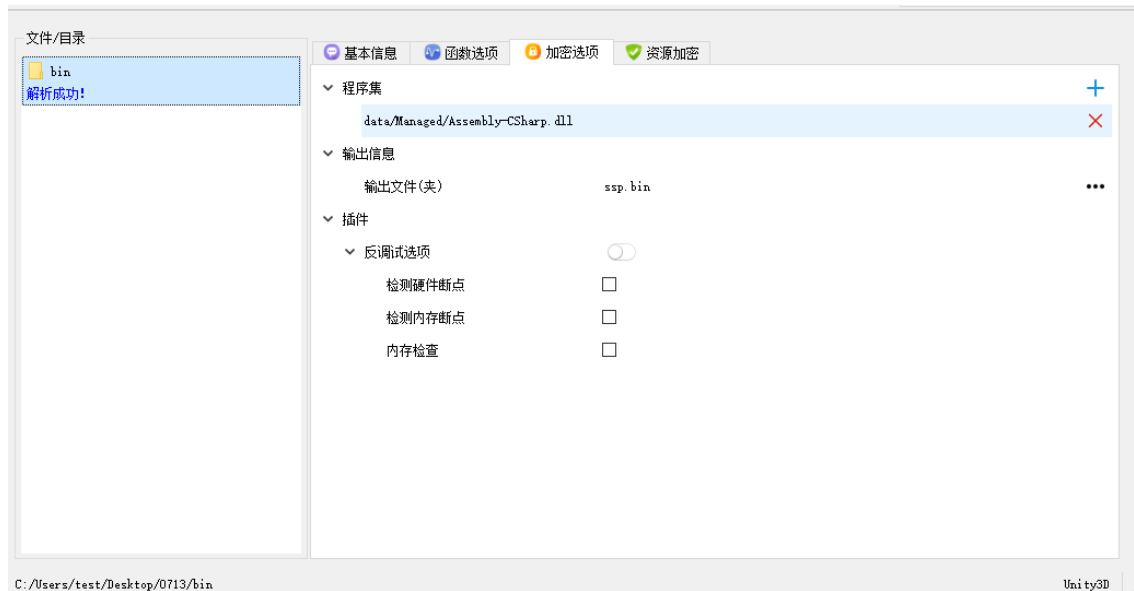 文件/目录
bin
解析成功!
基本信息 函数选项 加密选项 资源加密
程序集
data/Managed/Assembly-CSharp.dll
输出信息
输出文件(夹) ssp.bin
插件
反调试选项
检测硬件断点
检测内存断点
内存检查
C:/Users/test/Desktop/0713/bin Unity3D